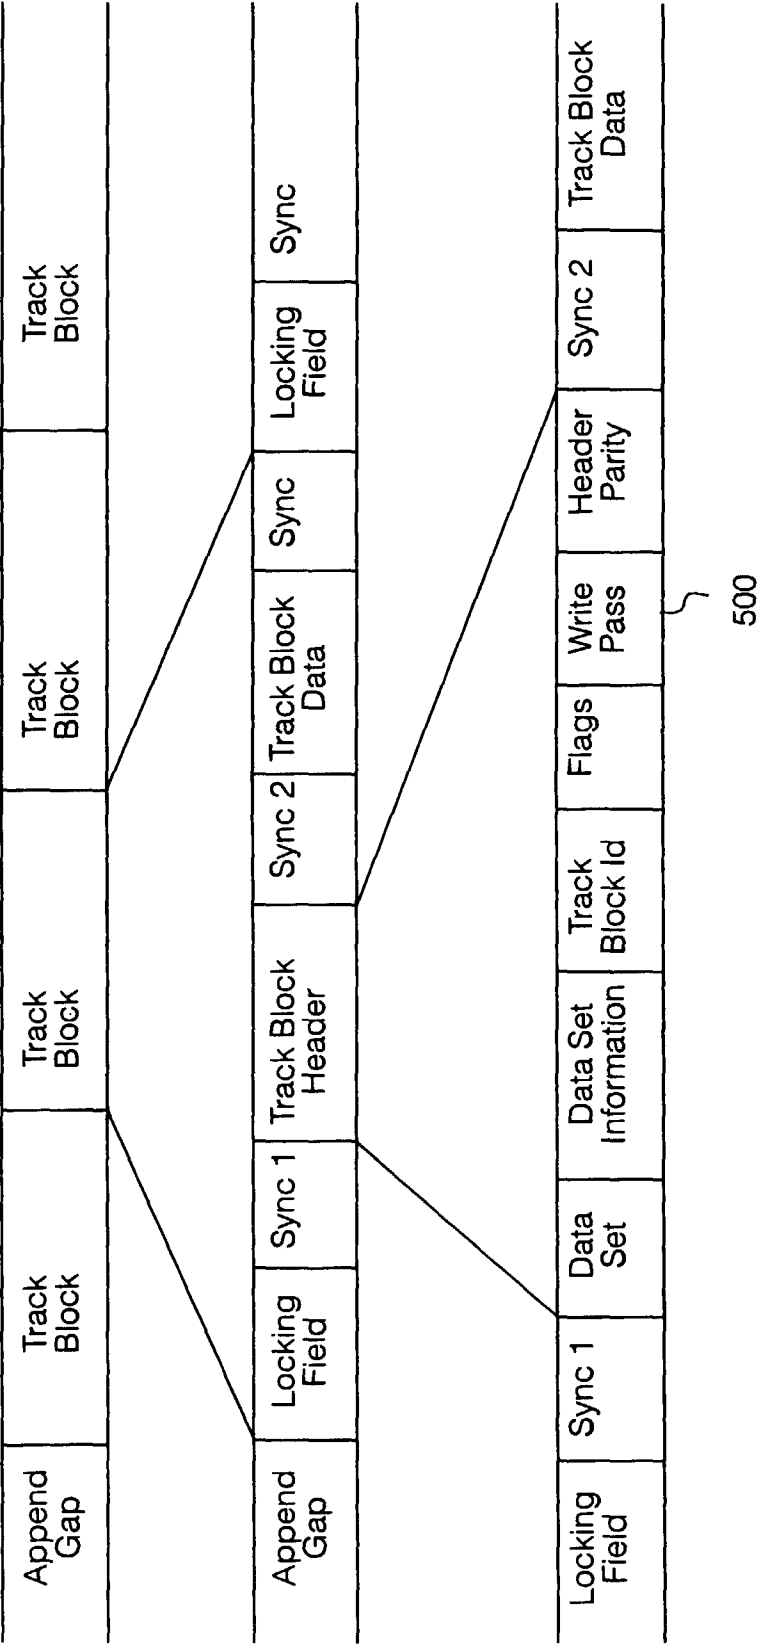 Append
Gap
Track
Block
Track
Block
Track
Block
Track
Block
Append
Gap
Locking
Field
Sync 1
Track Block
Header
Sync 2
Track Block
Data
Sync
Locking
Field
Sync
Locking
Field
Sync 1
Data
Set
Data Set
Information
Track
Block Id
Flags
Write
Pass
Header
Parity
Sync 2
Track Block
Data
500